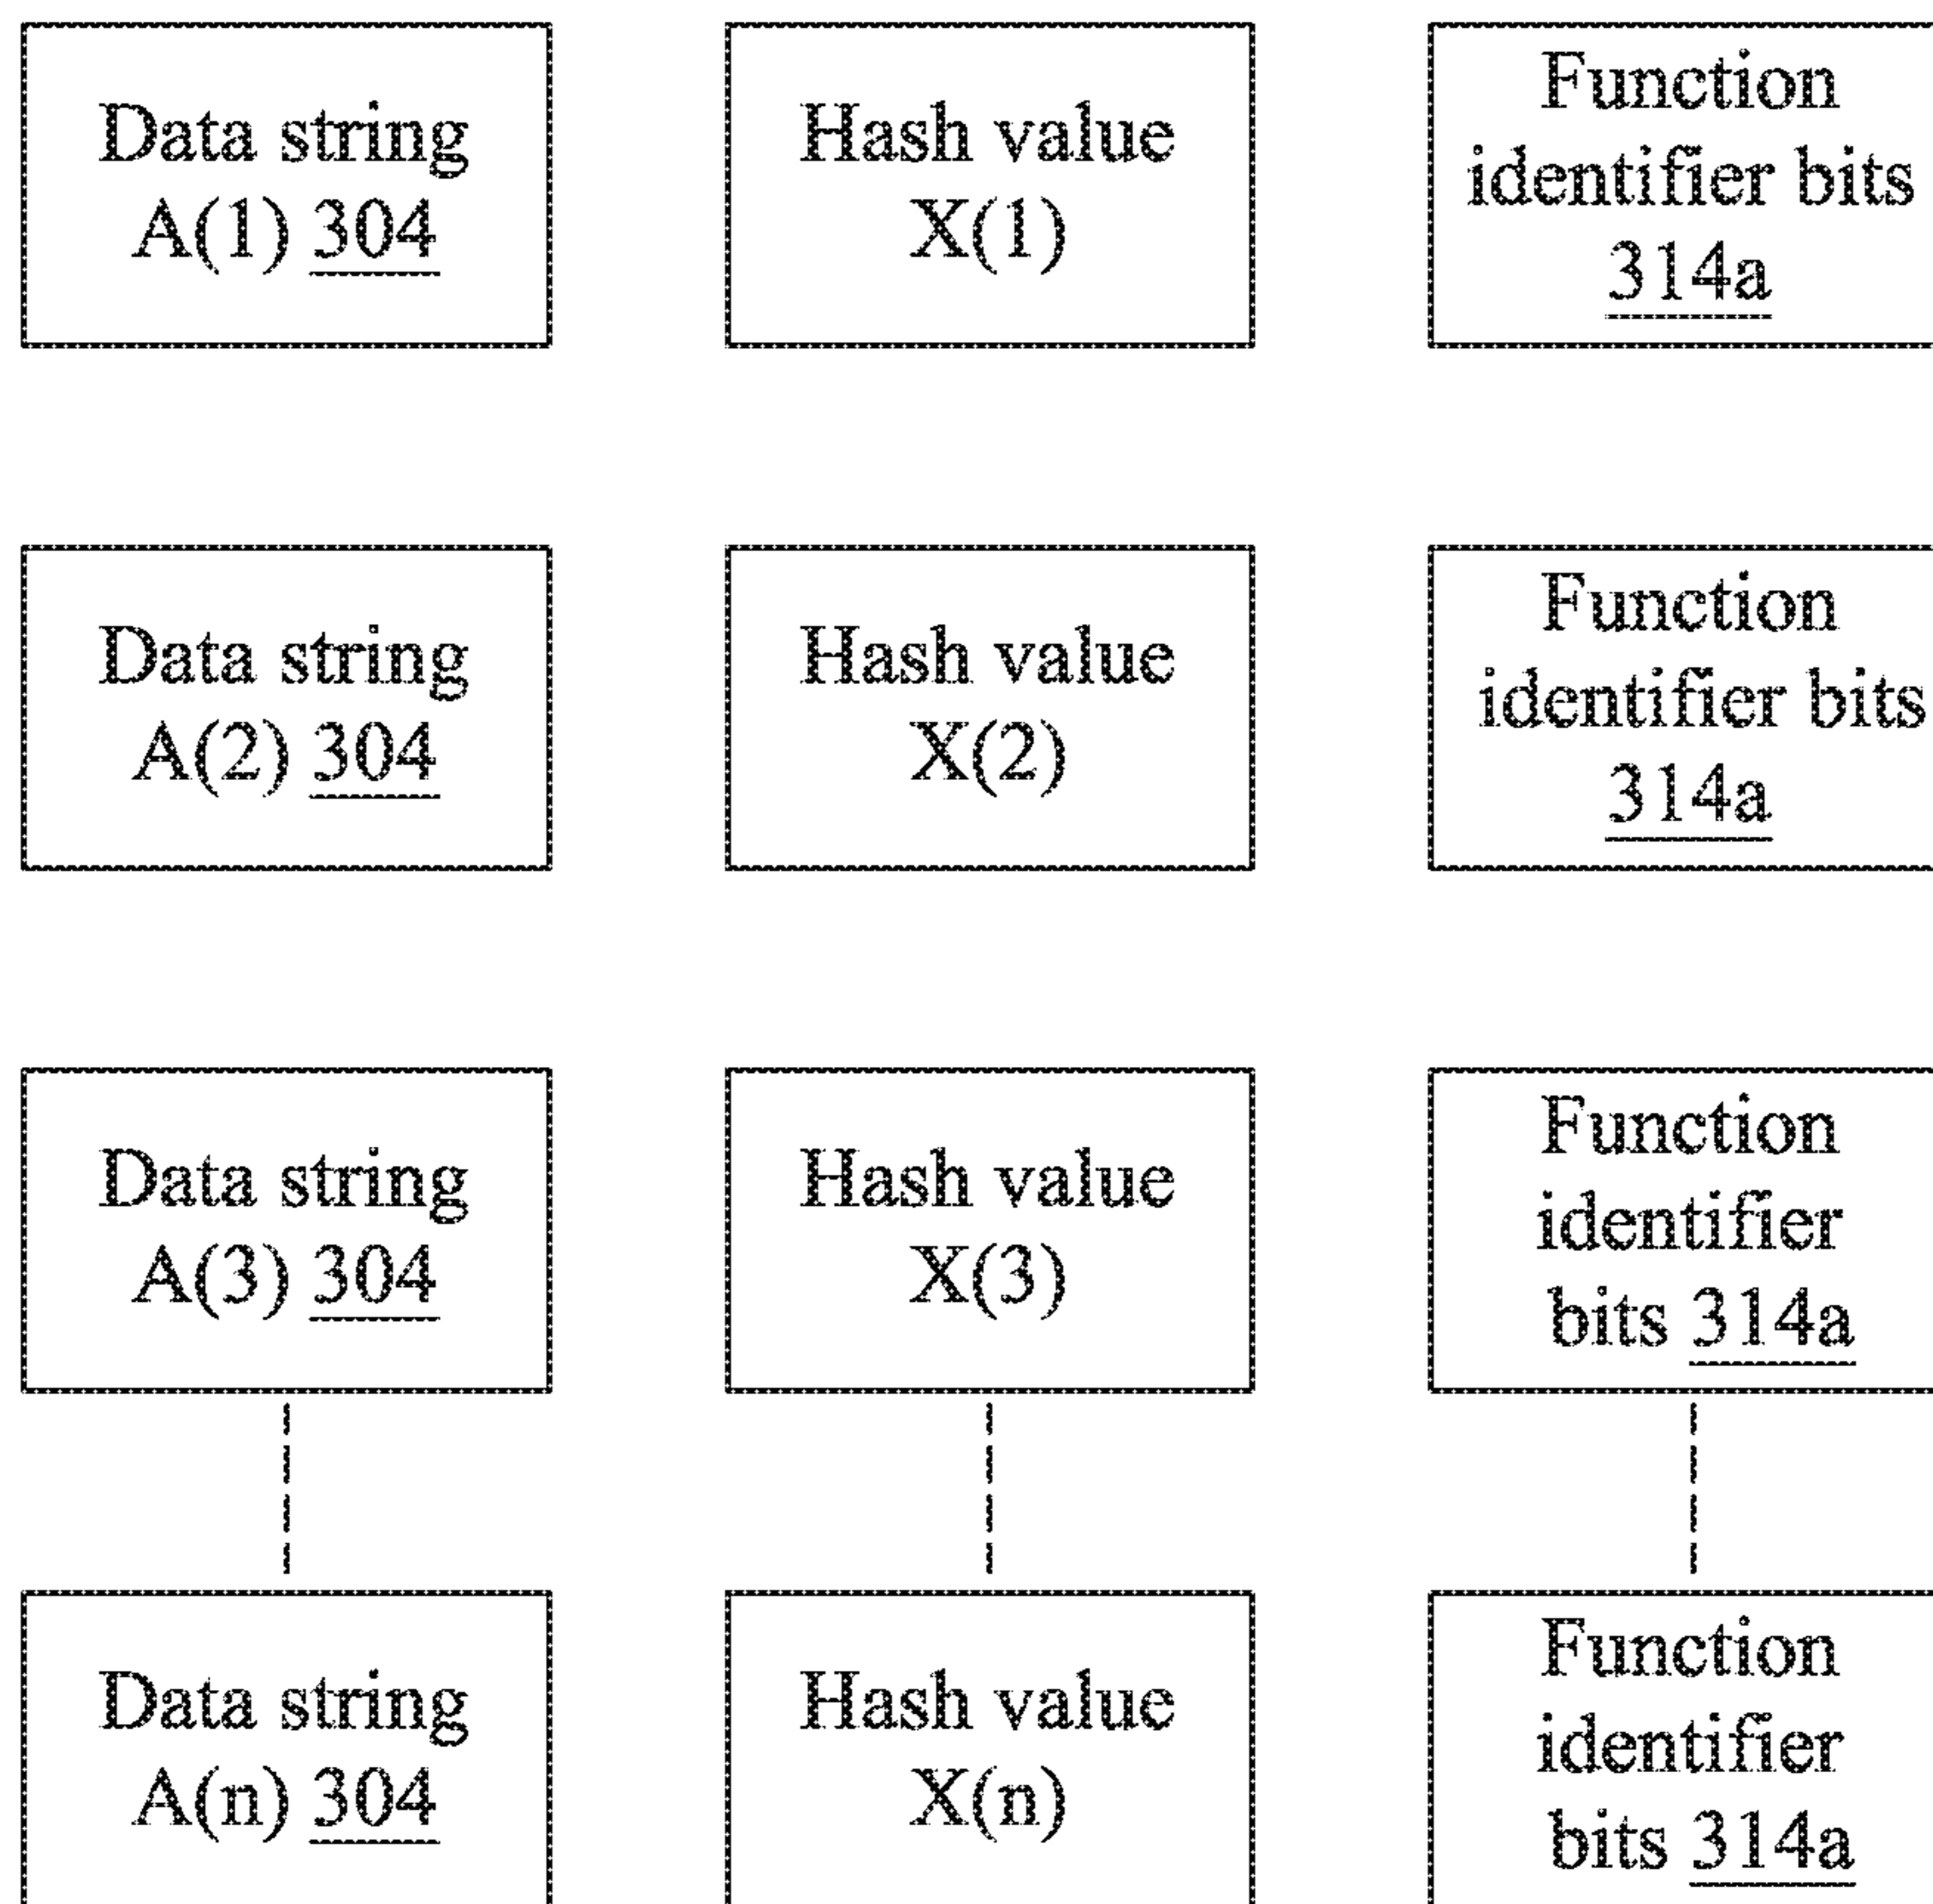 Data string
A(1) 304
Hash value
X(1)
Function
identifier bits
314a
Data string
A(2) 304
Hash value
X(2)
Function
identifier bits
314a
Data string
A(3) 304
Hash value
X(3)
Function
identifier
bits 314a
Data string
A(n) 304
Hash value
X(n)
Function
identifier
bits 314a